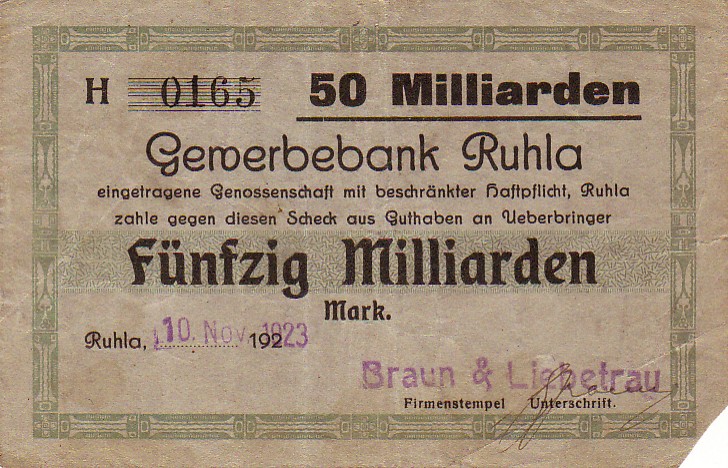 H 0165 50 Milliarden
Gewerbebank Ruhla
eingetragene Genossenschaft mit beschränkter Haftpflicht, Ruhla
zahle gegen diesen Scheck aus Guthaben an Ueberbringer
Fünfzig Milliarden
Mark.
Ruhla, 10. Nov. 1923
Braun & Liebetrau
Firmenstempel Unterschrift.